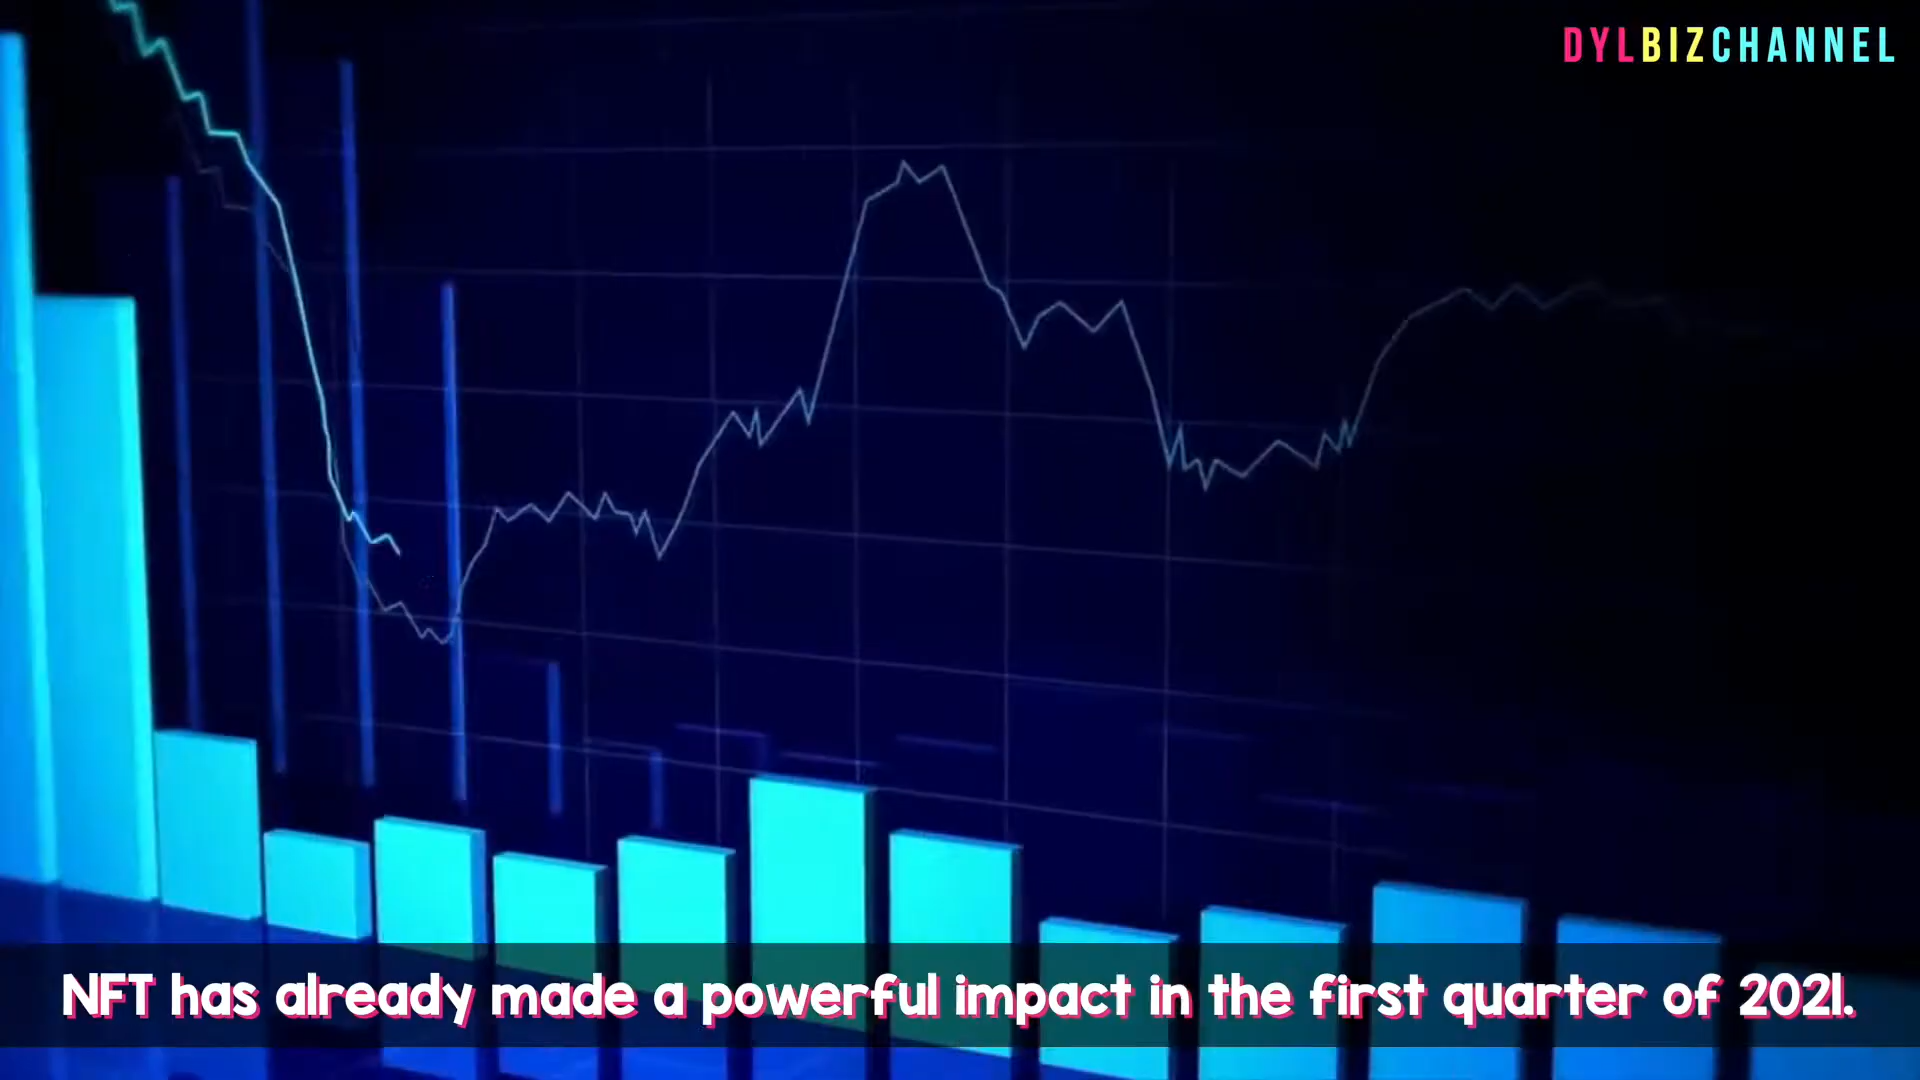 DYLBIZCHANNEL
NFT has already made a powerful impact in the first quarter of 2021.